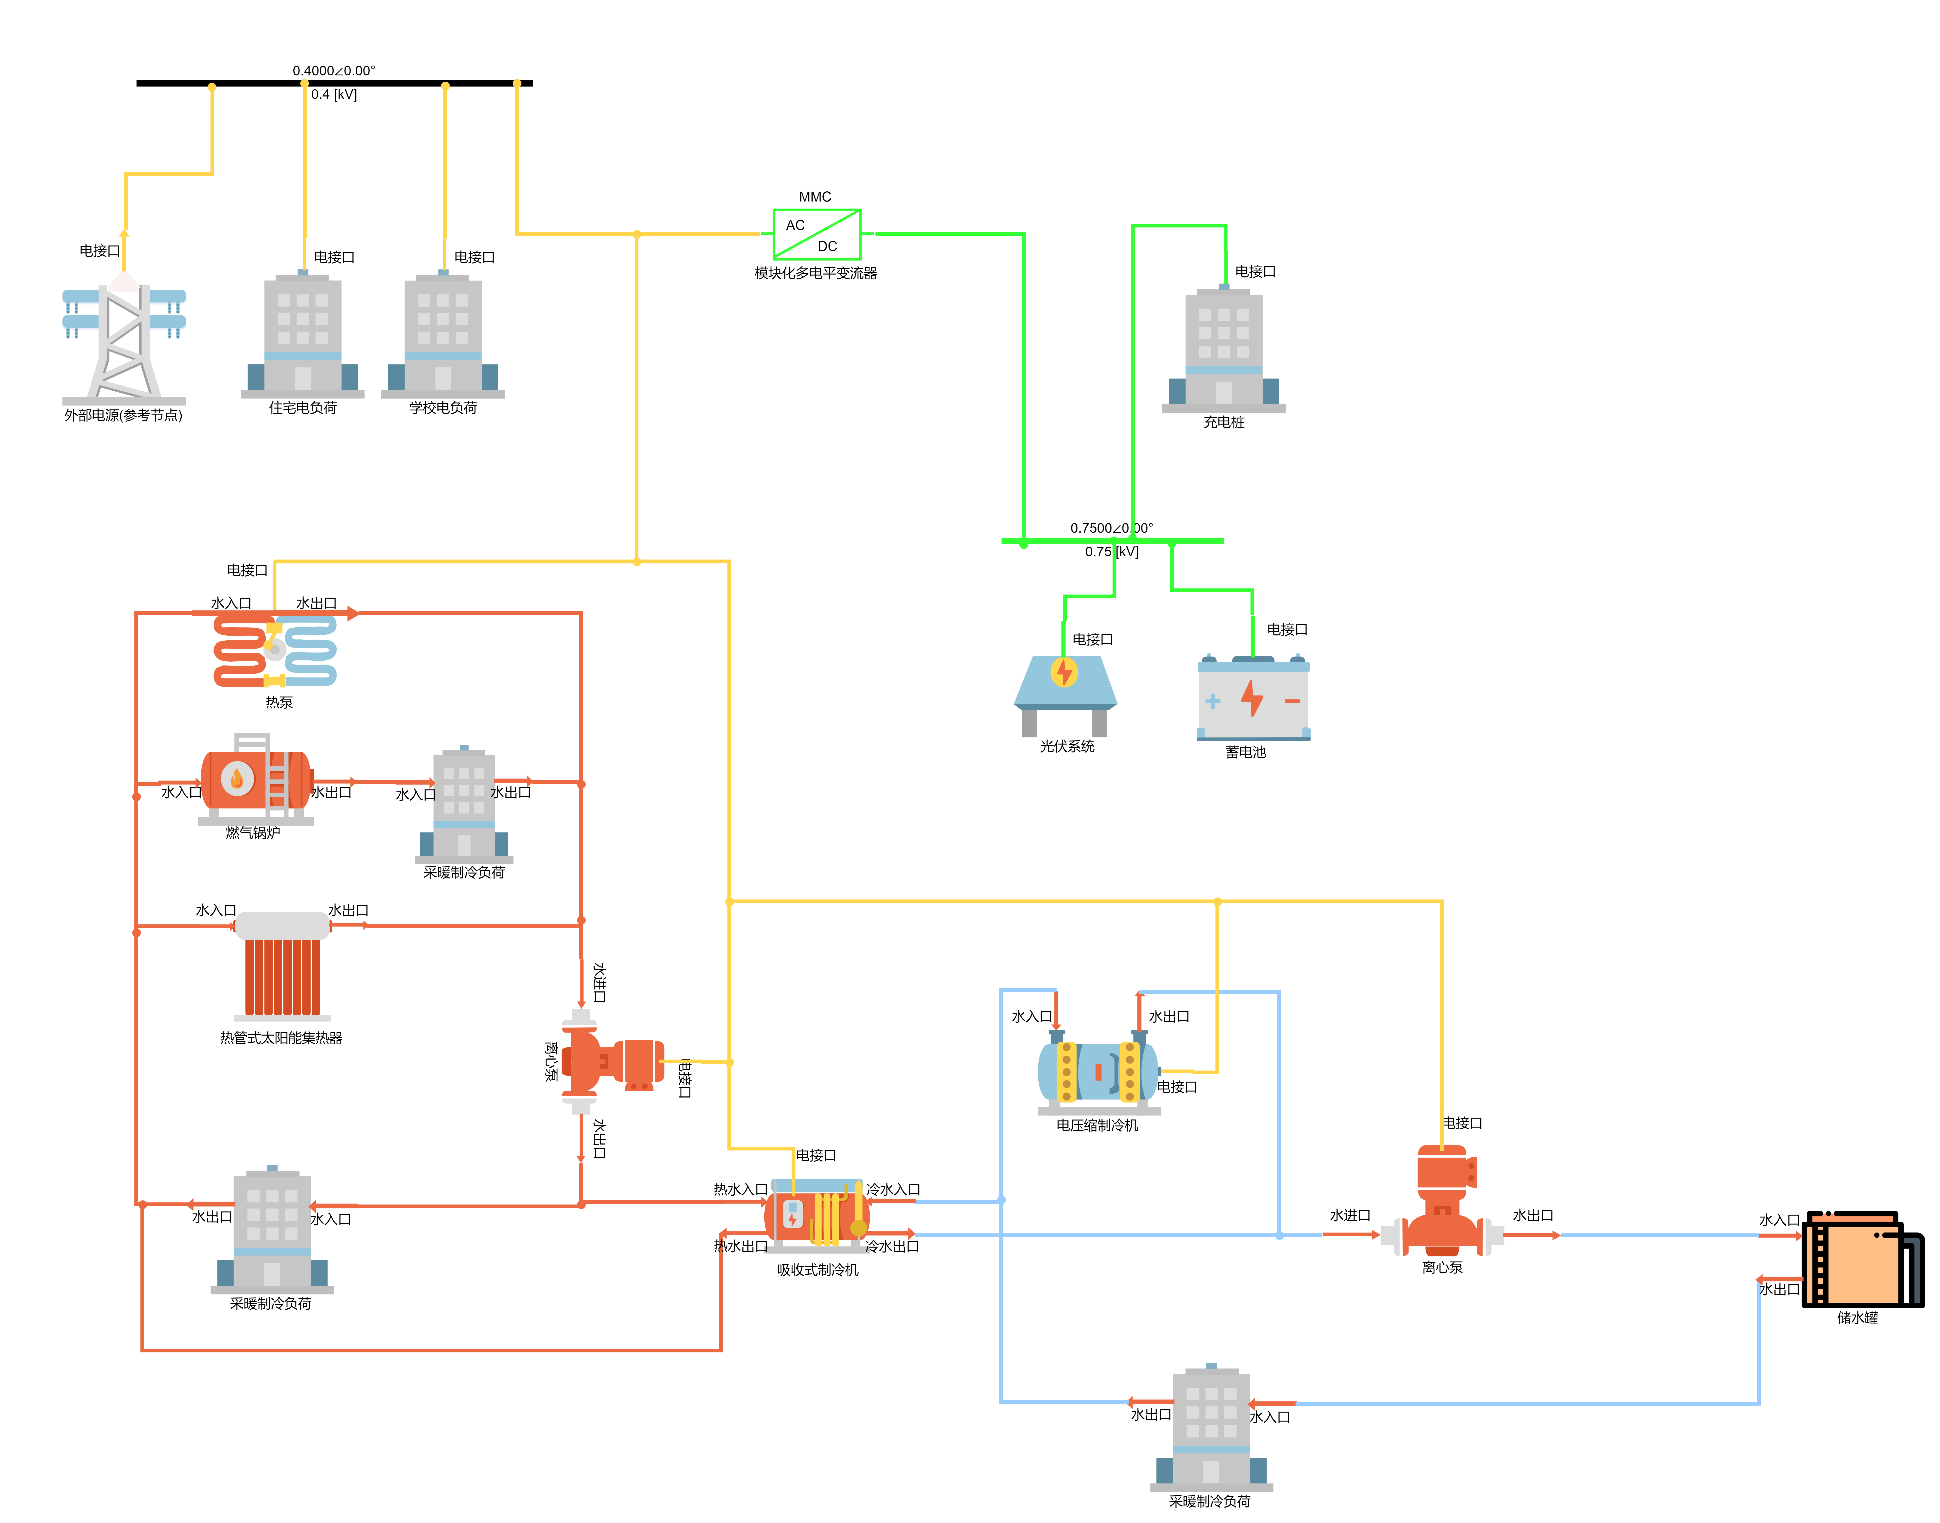 0.4000∠0.00°
0.4 [kV]
MMC
AC
DC
模块化多电平变流器
电接口
电接口
电接口
电接口
外部电源(参考节点)
住宅电负荷
学校电负荷
充电桩
0.7500∠0.00°
0.75 [kV]
电接口
水入口
水出口
热泵
电接口
电接口
光伏系统
蓄电池
水入口
水出口
水入口
水出口
燃气锅炉
采暖制冷负荷
水入口
水出口
热管式太阳能集热器
水进口
离心泵
电接口
水出口
水入口
水出口
电接口
电压缩制冷机
电接口
电接口
热水入口
冷水入口
热水出口
冷水出口
吸收式制冷机
水出口
水入口
采暖制冷负荷
水进口
水出口
离心泵
水入口
水出口
储水罐
水出口
水入口
采暖制冷负荷